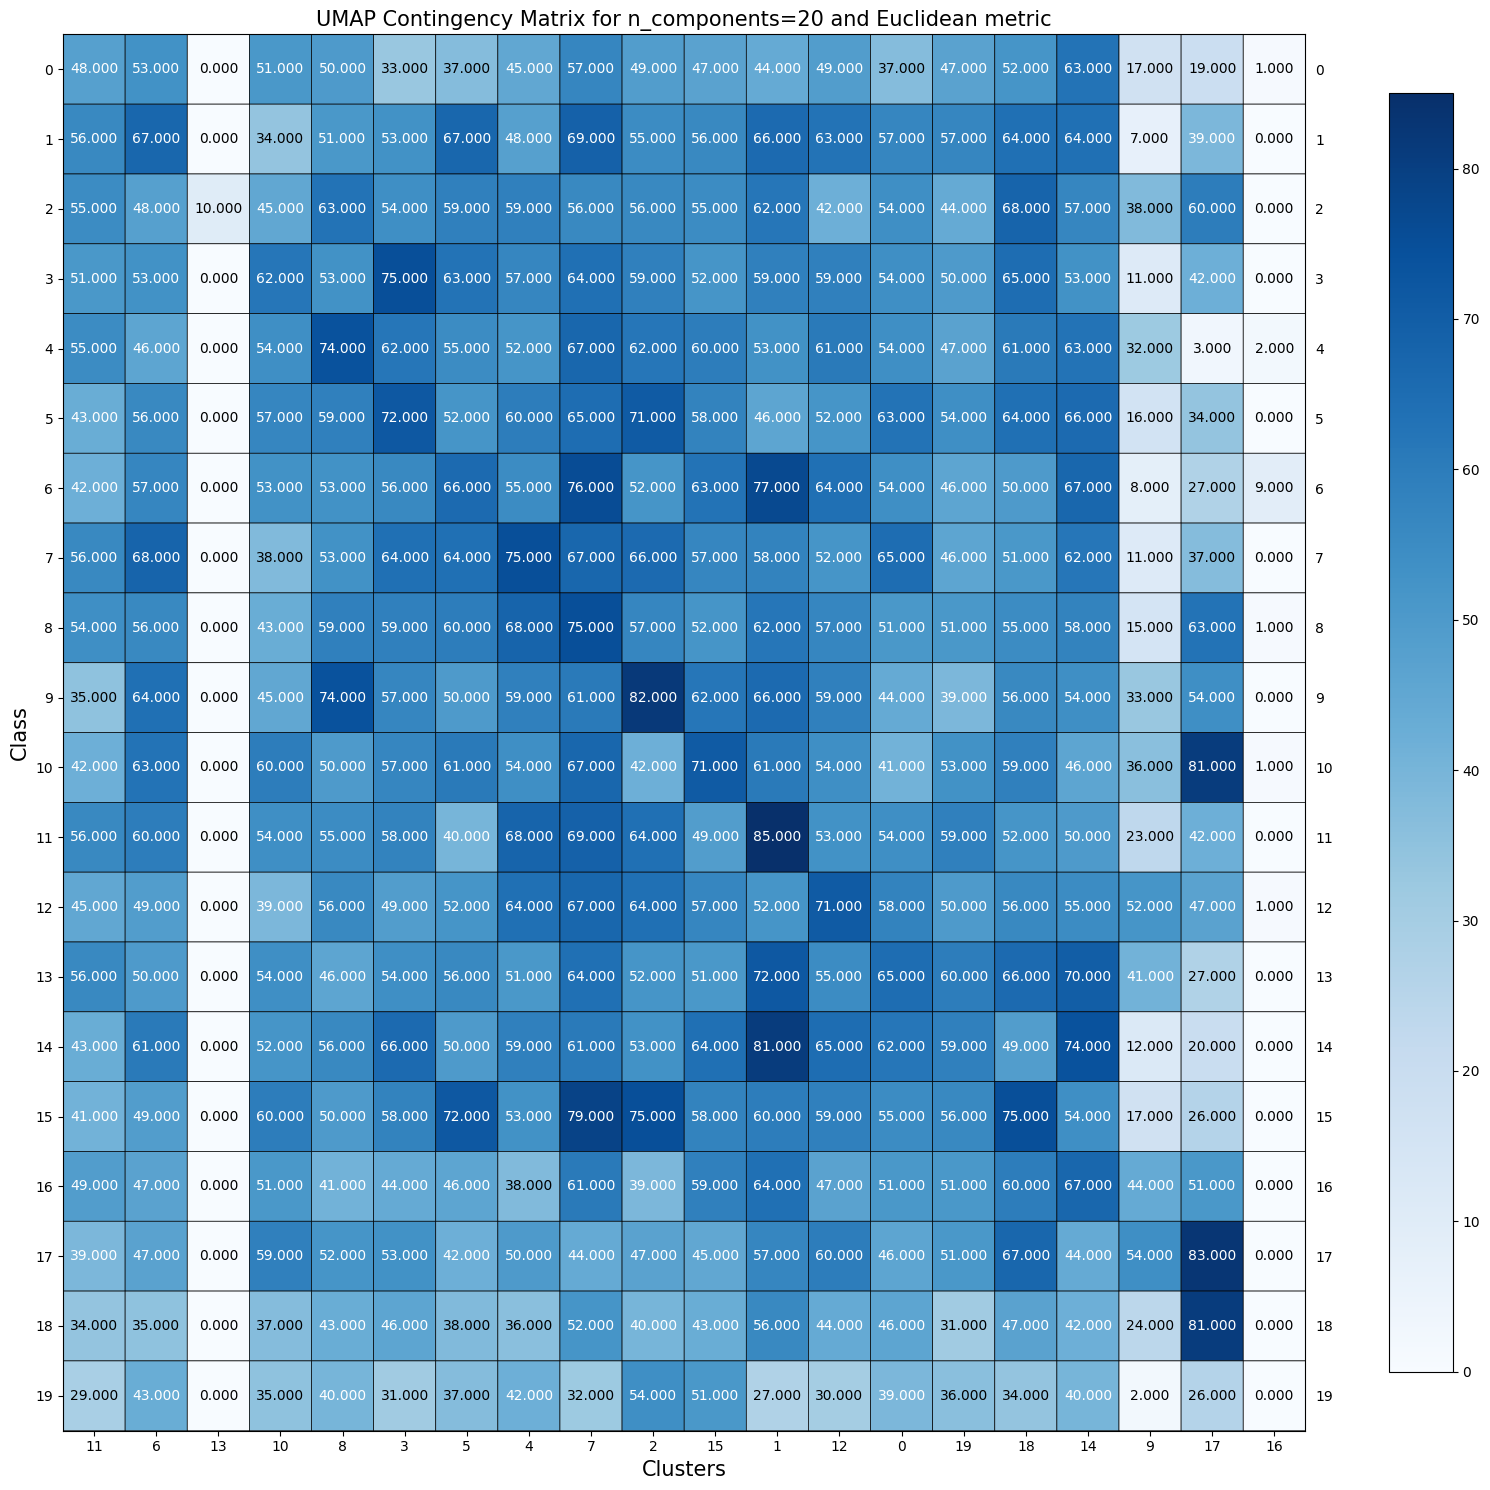 UMAP Contingency Matrix for n_components=20 and Euclidean metric
0 48.000 53.000 0.000 51.000 50.000 33.000 37.000 45.000 57.000 49.000 47.000 44.000 49.000 37.000 47.000 52.000 63.000 17.000 19.000 1.000 0
1 56.000 67.000 0.000 34.000 51.000 53.000 67.000 48.000 69.000 55.000 56.000 66.000 63.000 57.000 57.000 64.000 64.000 7.000 39.000 0.000 1
2 55.000 48.000 10.000 45.000 63.000 54.000 59.000 59.000 56.000 56.000 55.000 62.000 42.000 54.000 44.000 68.000 57.000 38.000 60.000 0.000 2
3 51.000 53.000 0.000 62.000 53.000 75.000 63.000 57.000 64.000 59.000 52.000 59.000 59.000 54.000 50.000 65.000 53.000 11.000 42.000 0.000 3
4 55.000 46.000 0.000 54.000 74.000 62.000 55.000 52.000 67.000 62.000 60.000 53.000 61.000 54.000 47.000 61.000 63.000 32.000 3.000 2.000 4
5 43.000 56.000 0.000 57.000 59.000 72.000 52.000 60.000 65.000 71.000 58.000 46.000 52.000 63.000 54.000 64.000 66.000 16.000 34.000 0.000 5
6 42.000 57.000 0.000 53.000 53.000 56.000 66.000 55.000 76.000 52.000 63.000 77.000 64.000 54.000 46.000 50.000 67.000 8.000 27.000 9.000 6
7 56.000 68.000 0.000 38.000 53.000 64.000 64.000 75.000 67.000 66.000 57.000 58.000 52.000 65.000 46.000 51.000 62.000 11.000 37.000 0.000 7
8 54.000 56.000 0.000 43.000 59.000 59.000 60.000 68.000 75.000 57.000 52.000 62.000 57.000 51.000 51.000 55.000 58.000 15.000 63.000 1.000 8
9 35.000 64.000 0.000 45.000 74.000 57.000 50.000 59.000 61.000 82.000 62.000 66.000 59.000 44.000 39.000 56.000 54.000 33.000 54.000 0.000 9
10 42.000 63.000 0.000 60.000 50.000 57.000 61.000 54.000 67.000 42.000 71.000 61.000 54.000 41.000 53.000 59.000 46.000 36.000 81.000 1.000 10
11 56.000 60.000 0.000 54.000 55.000 58.000 40.000 68.000 69.000 64.000 49.000 85.000 53.000 54.000 59.000 52.000 50.000 23.000 42.000 0.000 11
12 45.000 49.000 0.000 39.000 56.000 49.000 52.000 64.000 67.000 64.000 57.000 52.000 71.000 58.000 50.000 56.000 55.000 52.000 47.000 1.000 12
13 56.000 50.000 0.000 54.000 46.000 54.000 56.000 51.000 64.000 52.000 51.000 72.000 55.000 65.000 60.000 66.000 70.000 41.000 27.000 0.000 13
14 43.000 61.000 0.000 52.000 56.000 66.000 50.000 59.000 61.000 53.000 64.000 81.000 65.000 62.000 59.000 49.000 74.000 12.000 20.000 0.000 14
15 41.000 49.000 0.000 60.000 50.000 58.000 72.000 53.000 79.000 75.000 58.000 60.000 59.000 55.000 56.000 75.000 54.000 17.000 26.000 0.000 15
16 49.000 47.000 0.000 51.000 41.000 44.000 46.000 38.000 61.000 39.000 59.000 64.000 47.000 51.000 51.000 60.000 67.000 44.000 51.000 0.000 16
17 39.000 47.000 0.000 59.000 52.000 53.000 42.000 50.000 44.000 47.000 45.000 57.000 60.000 46.000 51.000 67.000 44.000 54.000 83.000 0.000 17
18 34.000 35.000 0.000 37.000 43.000 46.000 38.000 36.000 52.000 40.000 43.000 56.000 44.000 46.000 31.000 47.000 42.000 24.000 81.000 0.000 18
19 29.000 43.000 0.000 35.000 40.000 31.000 37.000 42.000 32.000 54.000 51.000 27.000 30.000 39.000 36.000 34.000 40.000 2.000 26.000 0.000 19
11 6 13 10 8 3 5 4 7 2 15 1 12 0 19 18 14 9 17 16
Clusters
Class
80
70
60
50
40
30
20
10
0